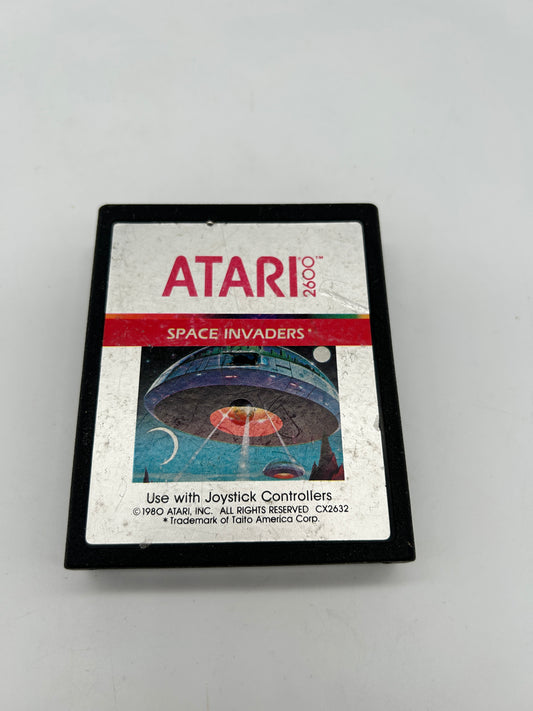 ATARI® 2600™
SPACE INVADERS*
Use with Joystick Controllers
©1980 ATARI, INC. ALL RIGHTS RESERVED CX2632
*Trademark of Taito America Corp.